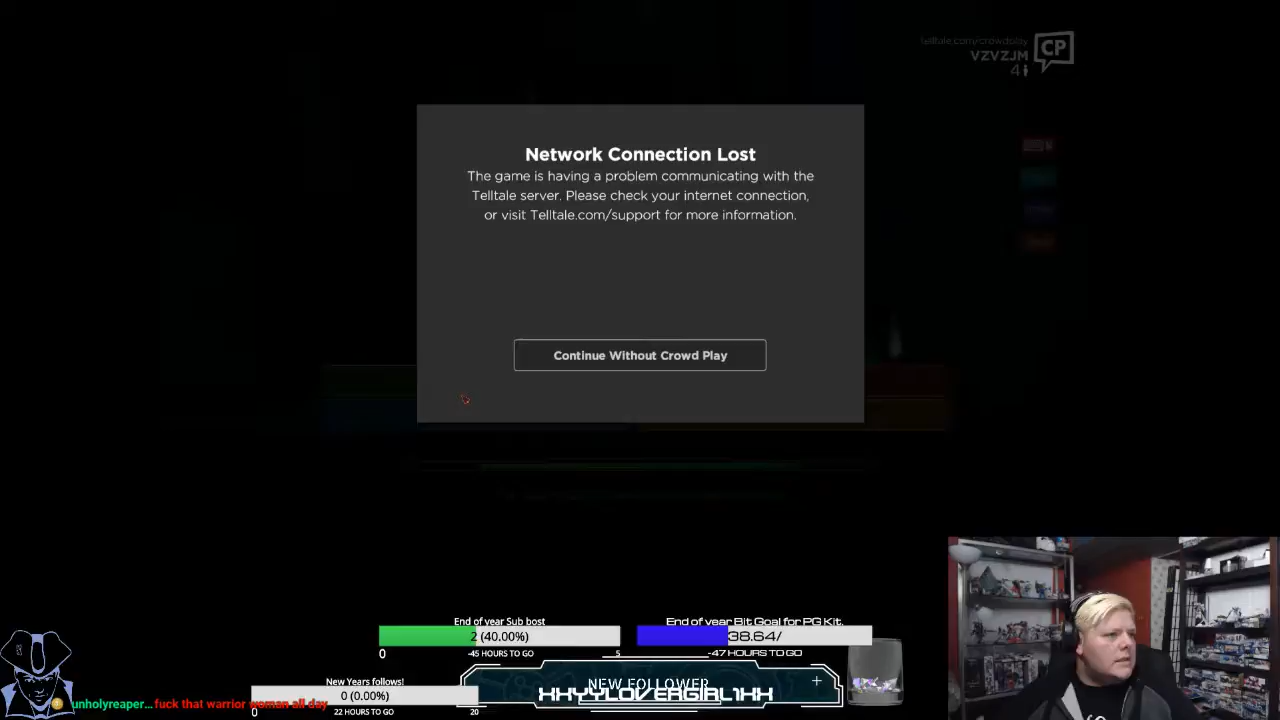 telltale.com/crowdplay
VZVZJM
4
CP
Network Connection Lost
The game is having a problem communicating with the
Telltale server. Please check your internet connection,
or visit Telltale.com/support for more information.
Continue Without Crowd Play
End of year Sub bost
2 (40.00%)
0
-45 HOURS TO GO
5
End of year Bit Goal for PG Kit.
38.64/
-47 HOURS TO GO
New Years follows!
0 (0.00%)
0
22 HOURS TO GO
20
NEW FOLLOWER
XXYYLOVERGIRL1XX
unholyreaper... fuck that warrior woman all day